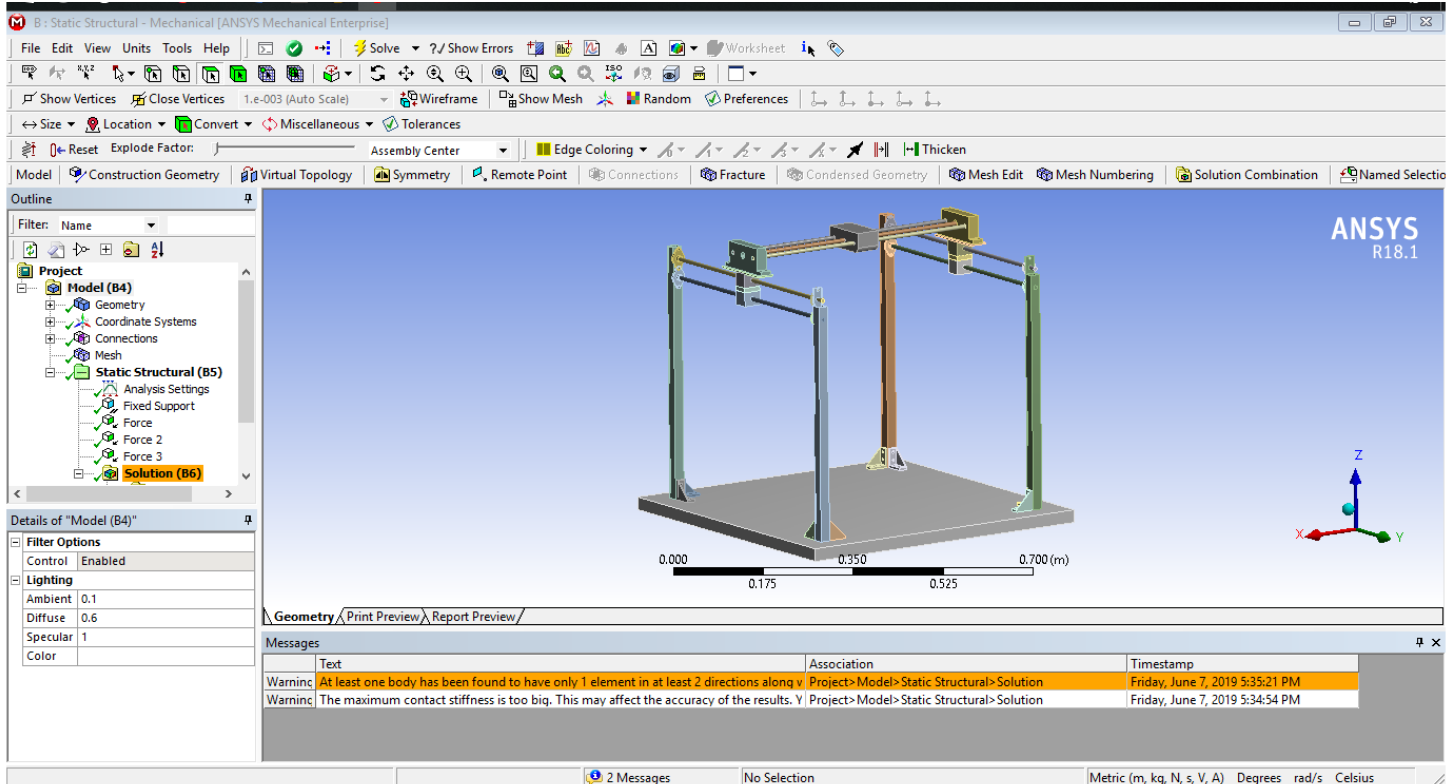 B : Static Structural - Mechanical [ANSYS Mechanical Enterprise]
File Edit View Units Tools Help Solve ?/ Show Errors Worksheet
Show Vertices Close Vertices 1.e-003 (Auto Scale) Wireframe Show Mesh Random Preferences
Size Location Convert Miscellaneous Tolerances
Reset Explode Factor: Assembly Center Edge Coloring Thicken
Model Construction Geometry Virtual Topology Symmetry Remote Point Connections Fracture Condensed Geometry Mesh Edit Mesh Numbering Solution Combination Named Selectio
Outline
Filter: Name
Project
Model (B4)
Geometry
Coordinate Systems
Connections
Mesh
Static Structural (B5)
Analysis Settings
Fixed Support
Force
Force 2
Force 3
Solution (B6)
Details of "Model (B4)"
Filter Options
Control Enabled
Lighting
Ambient 0.1
Diffuse 0.6
Specular 1
Color
ANSYS
R18.1
Z
X
Y
0.000 0.350 0.700 (m)
0.175 0.525
Geometry Print Preview Report Preview
Messages
Text Association Timestamp
Warning At least one body has been found to have only 1 element in at least 2 directions along Project>Model>Static Structural>Solution Friday, June 7, 2019 5:35:21 PM
Warning The maximum contact stiffness is too big. This may affect the accuracy of the results. Y Project>Model>Static Structural>Solution Friday, June 7, 2019 5:34:54 PM
2 Messages No Selection Metric (m, kg, N, s, V, A) Degrees rad/s Celsius